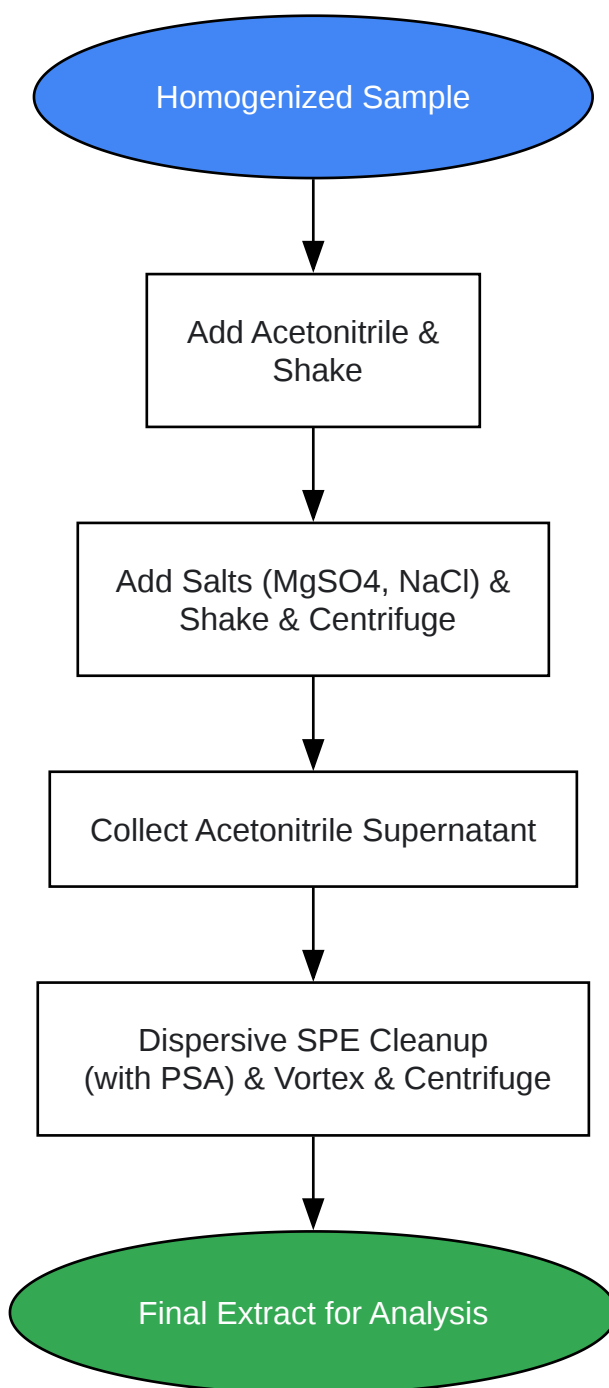 Homogenized Sample
Add Acetonitrile &
Shake
Add Salts (MgSO4, NaCl) &
Shake & Centrifuge
Collect Acetonitrile Supernatant
Dispersive SPE Cleanup
(with PSA) & Vortex & Centrifuge
Final Extract for Analysis